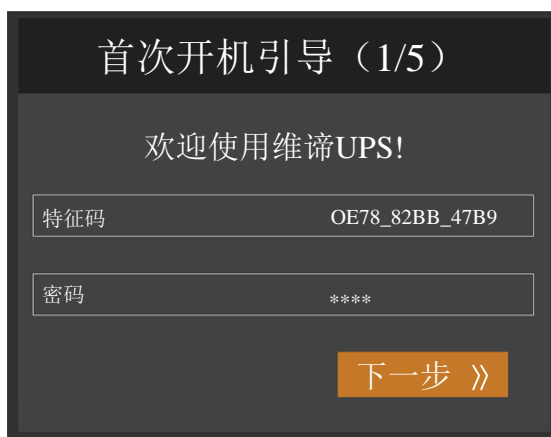 首次开机引导（1/5）
欢迎使用维谛UPS!
特征码 OE78_82BB_47B9
密码 ****
下一步 》